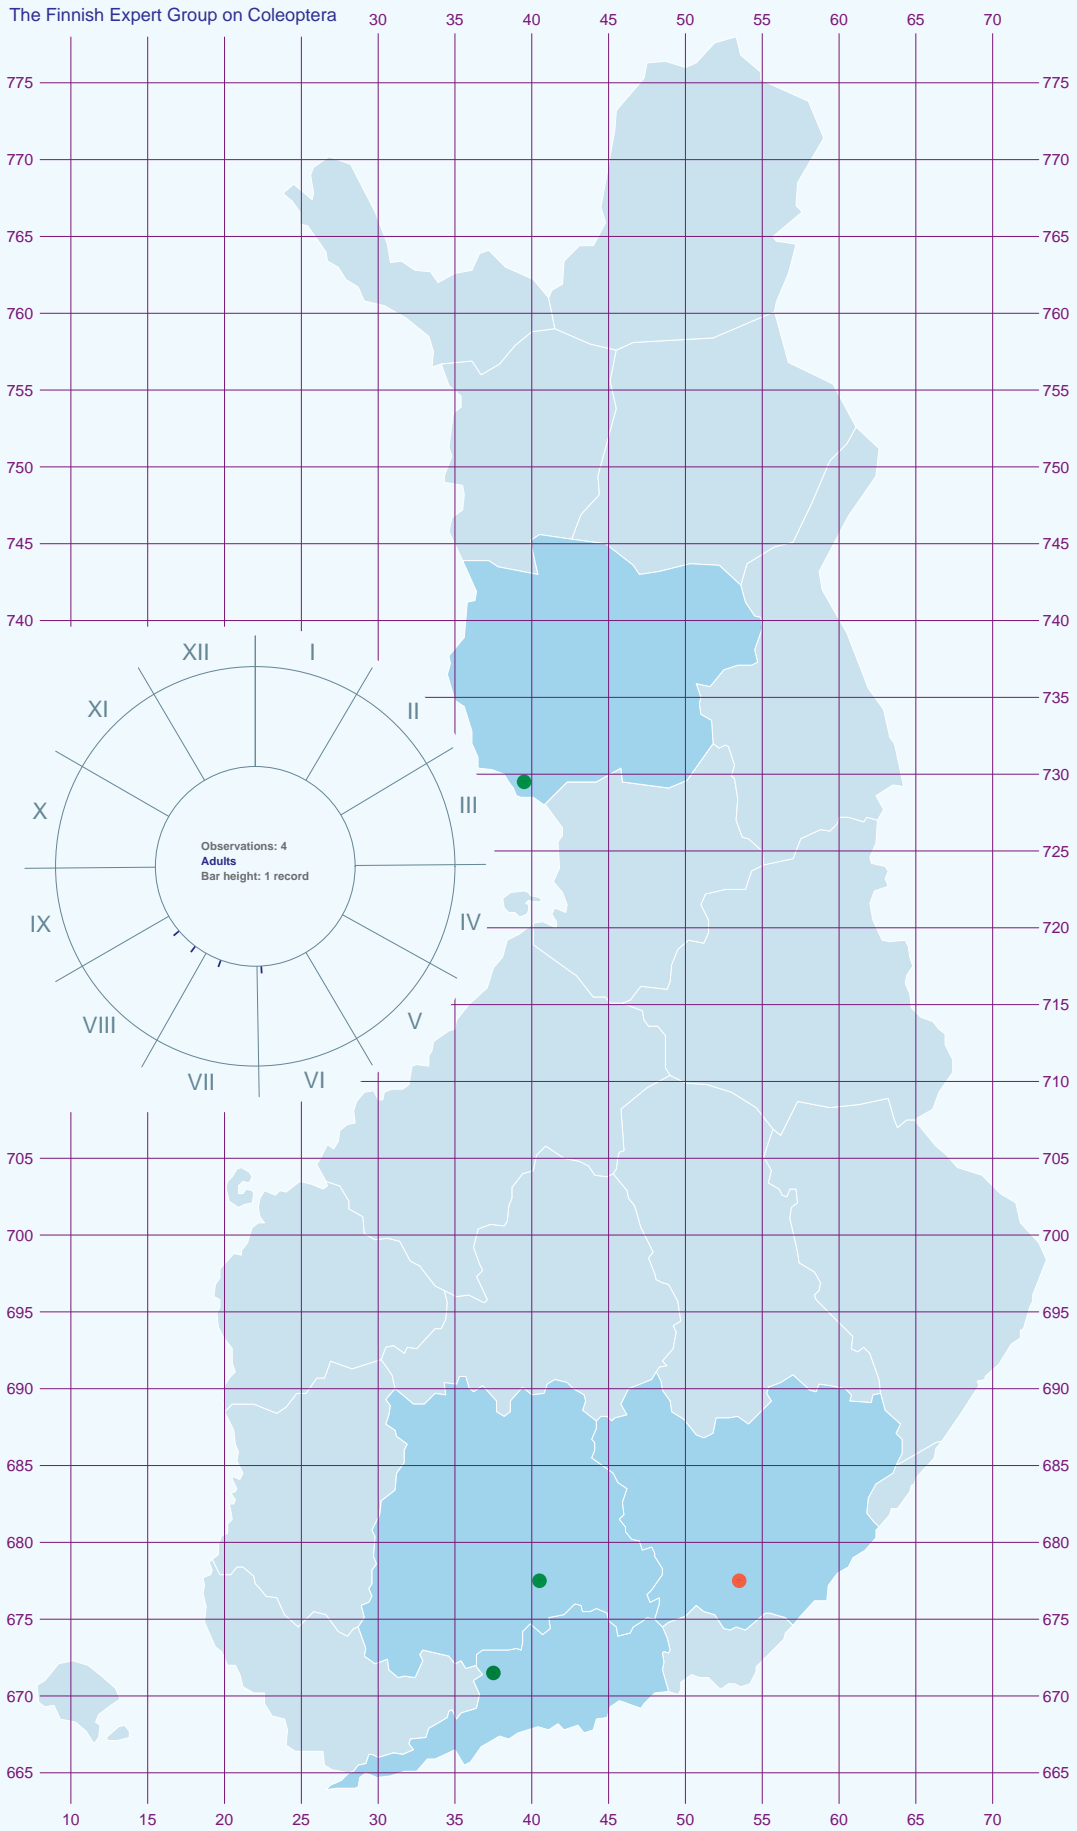 The Finnish Expert Group on Coleoptera
30 35 40 45 50 55 60 65 70
775 775
770 770
765 765
760 760
755 755
750 750
745 745
740 740
XII I
XI II
735
730
X III
Observations: 4
Adults
Bar height: 1 record
725
IX IV
720
715
VIII V
VII VI
710
705 705
700 700
695 695
690 690
685 685
680 680
675 675
670 670
665 665
10 15 20 25 30 35 40 45 50 55 60 65 70